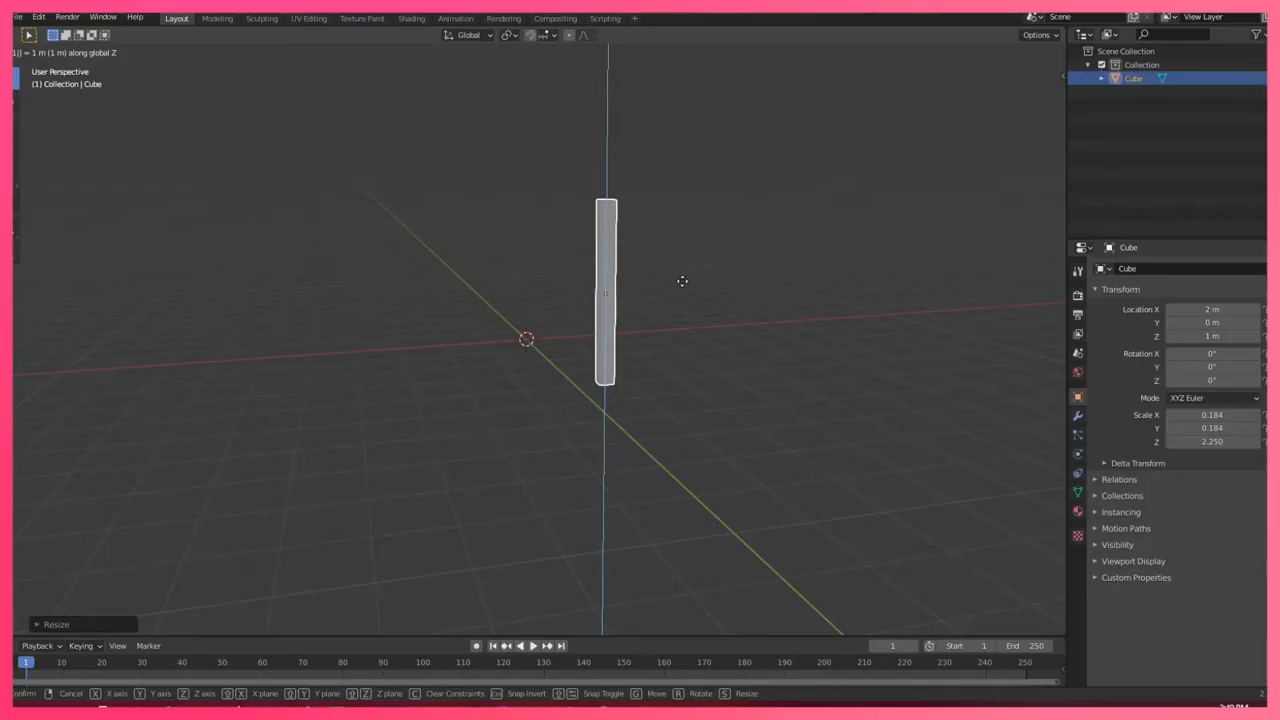 Render Window Help Layout Modeling Sculpting UV Editing Texture Paint Shading Animation Rendering Compositing Scripting + Scene View Layer
Global Options
= 1 m (1 m) along global Z
User Perspective
(1) Collection | Cube
Scene Collection
Collection
Cube
Cube
Cube
Transform
Location X 2 m
Y 0 m
Z 1 m
Rotation X 0°
Y 0°
Z 0°
Mode XYZ Euler
Scale X 0.184
Y 0.184
Z 2.250
Delta Transform
Relations
Collections
Instancing
Motion Paths
Visibility
Viewport Display
Custom Properties
Resize
Playback Keying View Marker 1 Start 1 End 250
1 10 20 30 40 50 60 70 80 90 100 110 120 130 140 150 160 170 180 190 200 210 220 230 240 250
Cancel X X axis Y Y axis Z Z axis X X plane Y Y plane Z Z plane C Clear Constraints Ctrl Snap Invert Snap Toggle G Move R Rotate S Resize